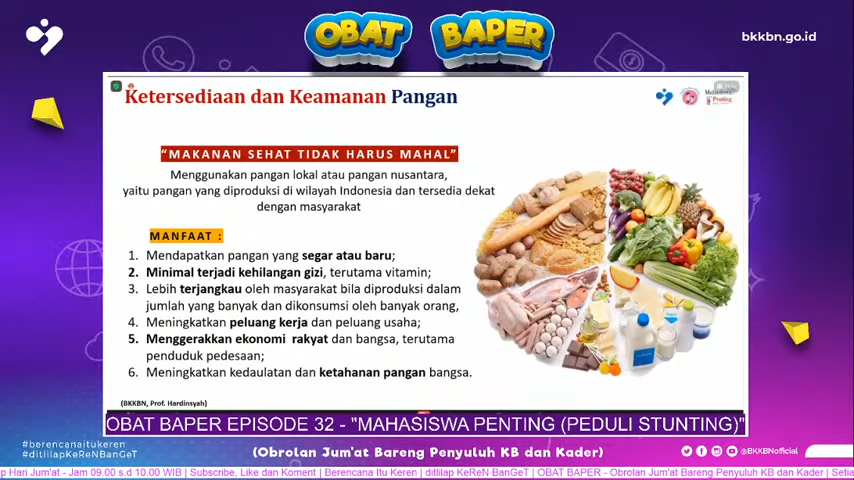 OBAT BAPER
bkkbn.go.id
Ketersediaan dan Keamanan Pangan
"MAKANAN SEHAT TIDAK HARUS MAHAL"
Menggunakan pangan lokal atau pangan nusantara,
yaitu pangan yang diproduksi di wilayah Indonesia dan tersedia dekat
dengan masyarakat
MANFAAT :
1. Mendapatkan pangan yang segar atau baru;
2. Minimal terjadi kehilangan gizi, terutama vitamin;
3. Lebih terjangkau oleh masyarakat bila diproduksi dalam
jumlah yang banyak dan dikonsumsi oleh banyak orang,
4. Meningkatkan peluang kerja dan peluang usaha;
5. Menggerakkan ekonomi rakyat dan bangsa, terutama
penduduk pedesaan;
6. Meningkatkan kedaulatan dan ketahanan pangan bangsa.
(BKKBN, Prof. Hardinsyah)
OBAT BAPER EPISODE 32 - "MAHASISWA PENTING (PEDULI STUNTING)"
#berencanaitukeren
#ditlilapKeReNBanGeT
(Obrolan Jum'at Bareng Penyuluh KB dan Kader)
@BKKBNofficial
p Hari Jum'at - Jam 09.00 s.d 10.00 WIB | Subscribe, Like dan Koment | Berencana Itu Keren | ditlilap KeReN BanGeT | OBAT BAPER - Obrolan Jum'at Bareng Penyuluh KB dan Kader | Setia